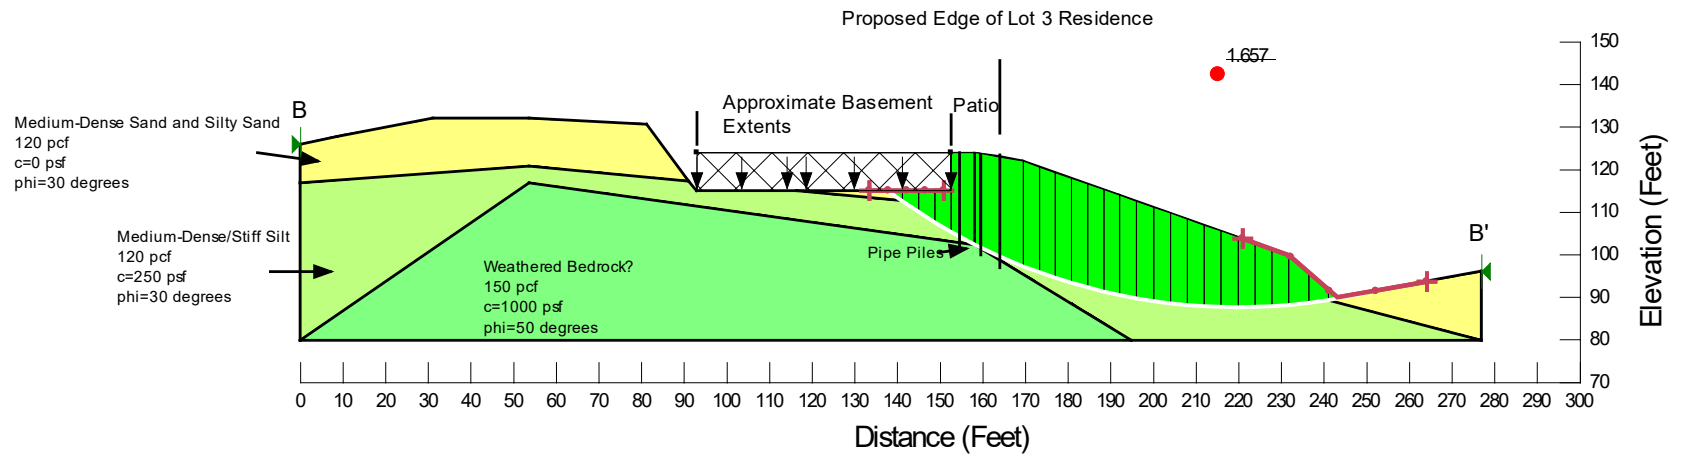 Proposed Edge of Lot 3 Residence
1.657
150
140
130
120
110
100
90
80
70
Elevation (Feet)
B
Medium-Dense Sand and Silty Sand
120 pcf
c=0 psf
phi=30 degrees
Approximate Basement
Extents
Patio
Medium-Dense/Stiff Silt
120 pcf
c=250 psf
phi=30 degrees
Weathered Bedrock?
150 pcf
c=1000 psf
phi=50 degrees
Pipe Piles
B'
0 10 20 30 40 50 60 70 80 90 100 110 120 130 140 150 160 170 180 190 200 210 220 230 240 250 260 270 280 290 300
Distance (Feet)